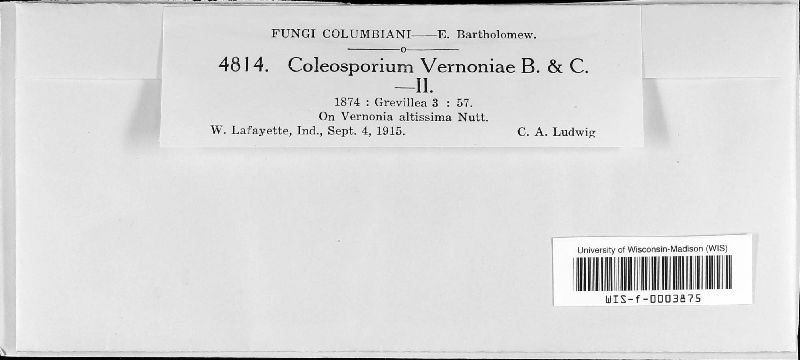 FUNGI COLUMBIANI——E. Bartholomew.
4814. Coleosporium Vernoniae B. & C.
—II.
1874 : Grevillea 3 : 57.
On Vernonia altissima Nutt.
W. Lafayette, Ind., Sept. 4, 1915. C. A. Ludwig
University of Wisconsin-Madison (WIS)
WIS-f-0003875